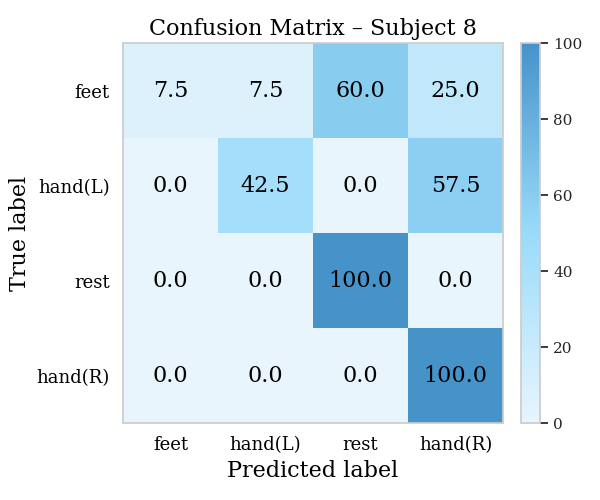 Confusion Matrix – Subject 8
feet 7.5 7.5 60.0 25.0
hand(L) 0.0 42.5 0.0 57.5
rest 0.0 0.0 100.0 0.0
hand(R) 0.0 0.0 0.0 100.0
feet hand(L) rest hand(R)
Predicted label
True label
100
80
60
40
20
0